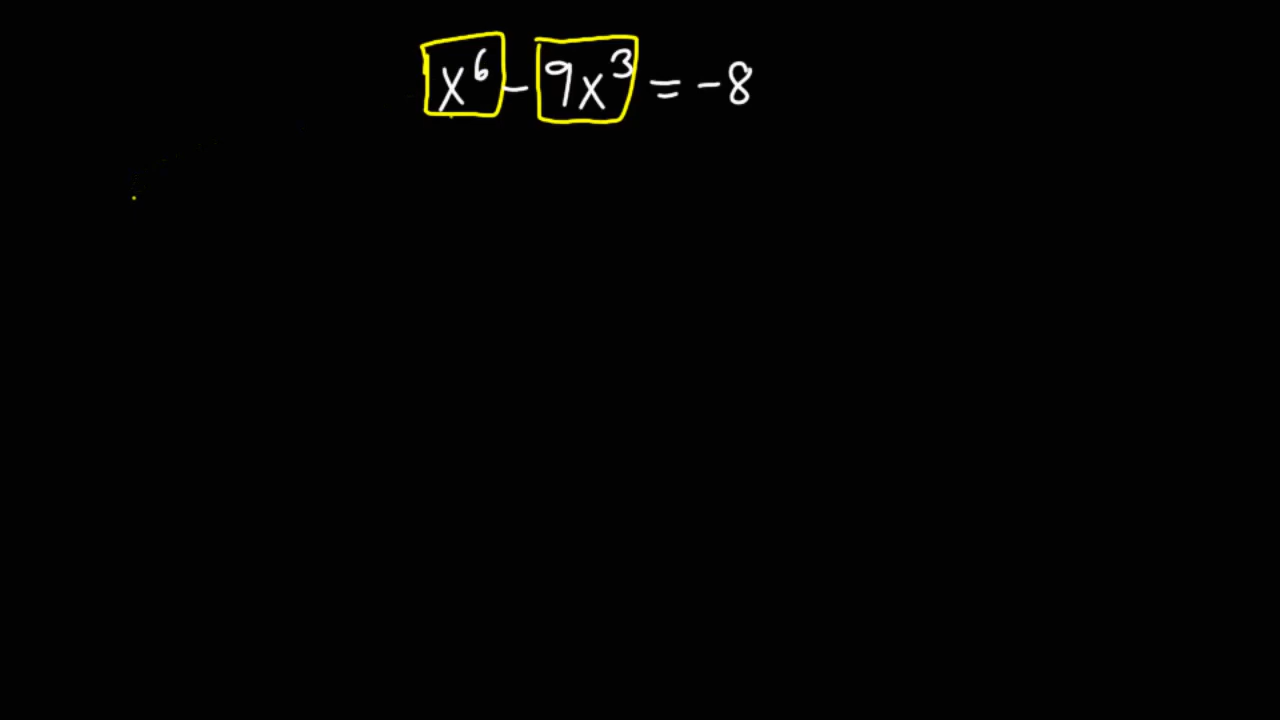 x⁶ - 9x³ = -8